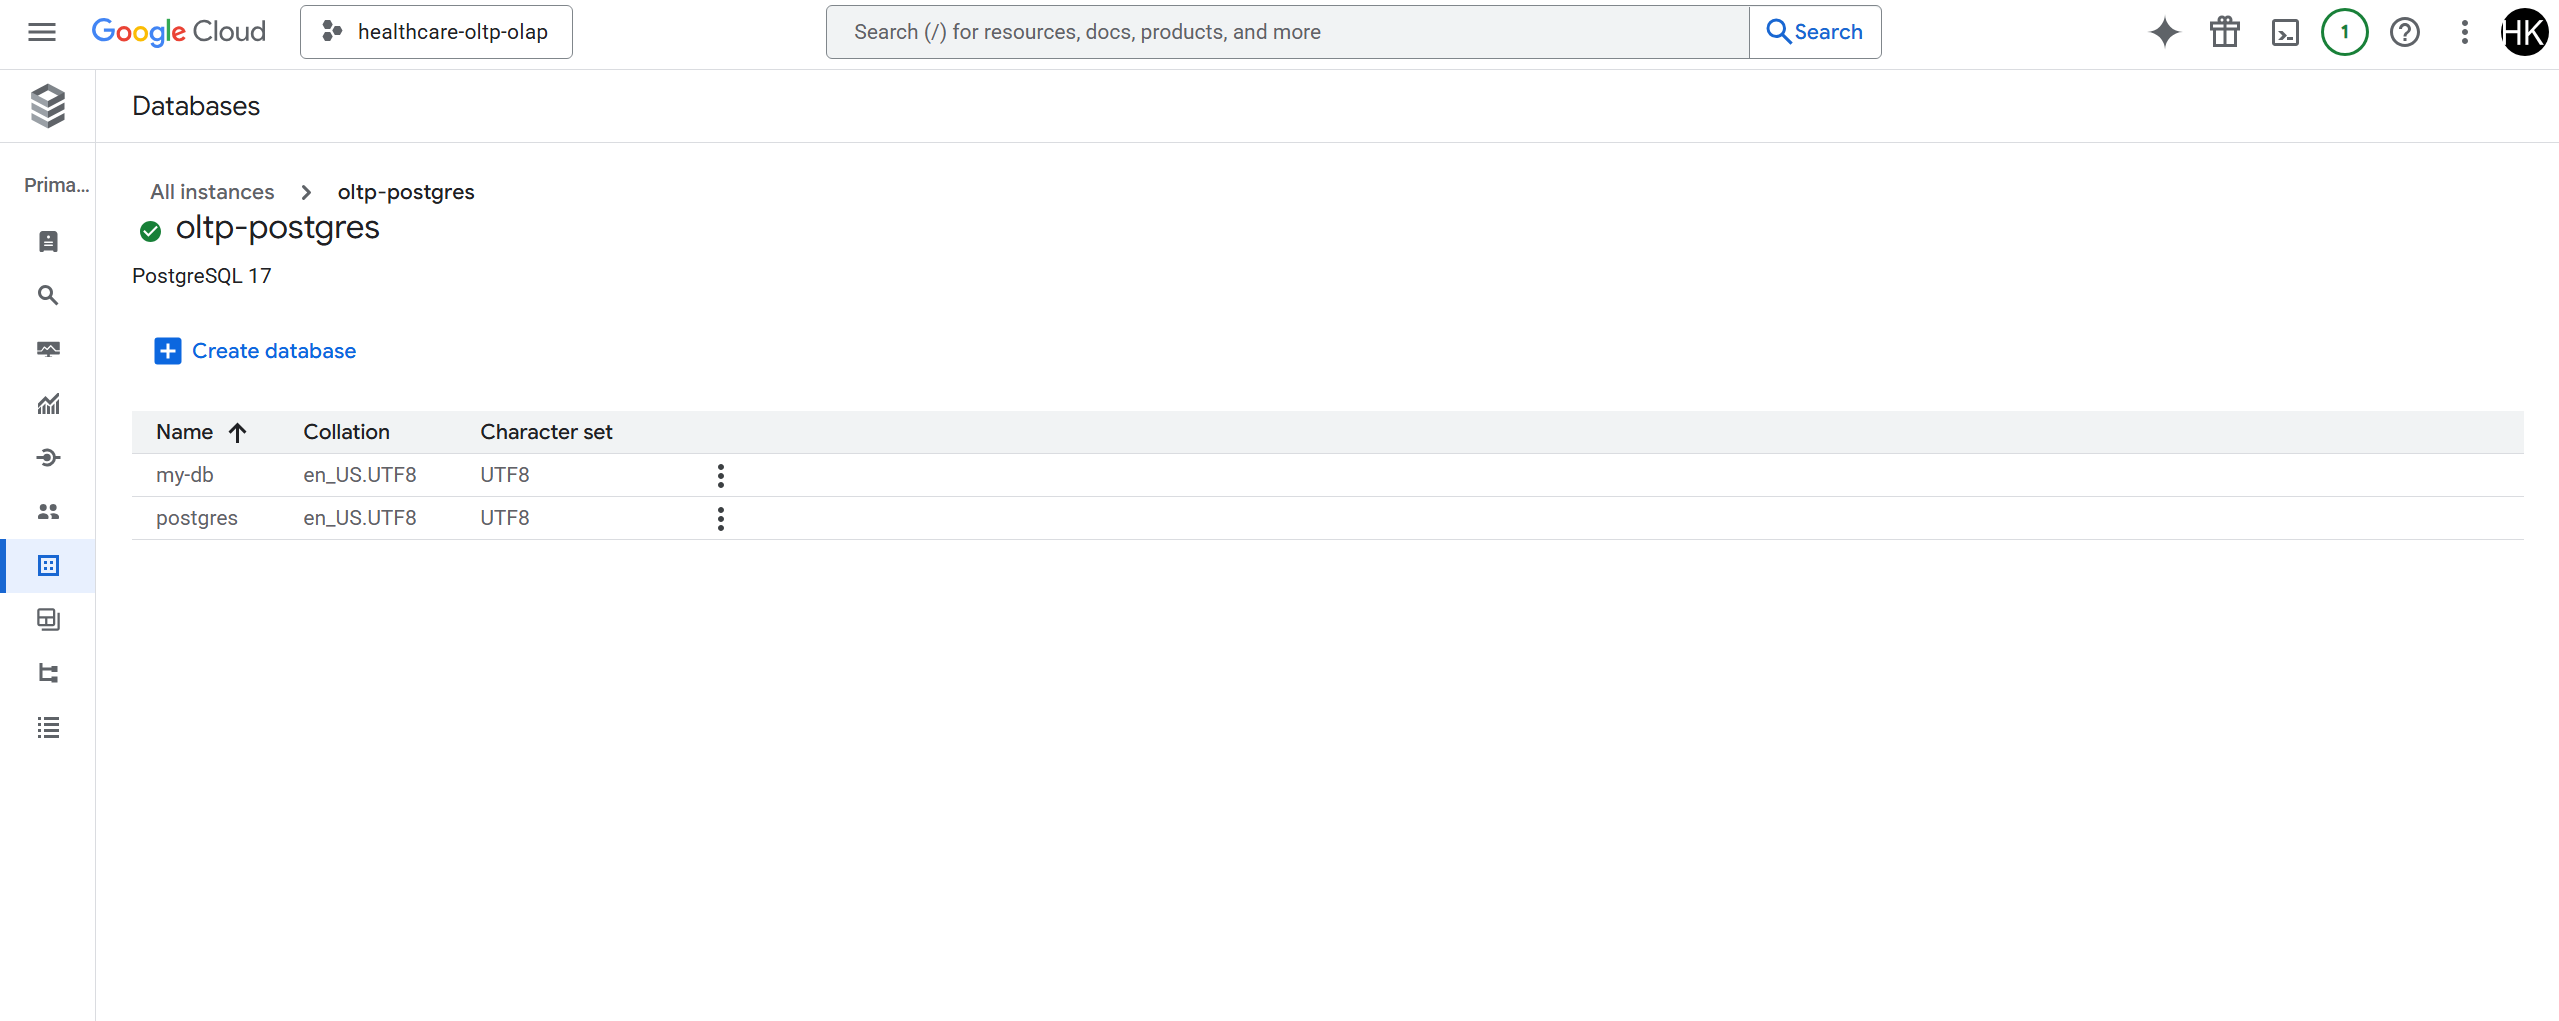 Google Cloud
healthcare-oltp-olap
Search (/) for resources, docs, products, and more
Search
1
HK
Databases
Prima...
All instances
oltp-postgres
oltp-postgres
PostgreSQL 17
Create database
Name Collation Character set
my-db en_US.UTF8 UTF8
postgres en_US.UTF8 UTF8